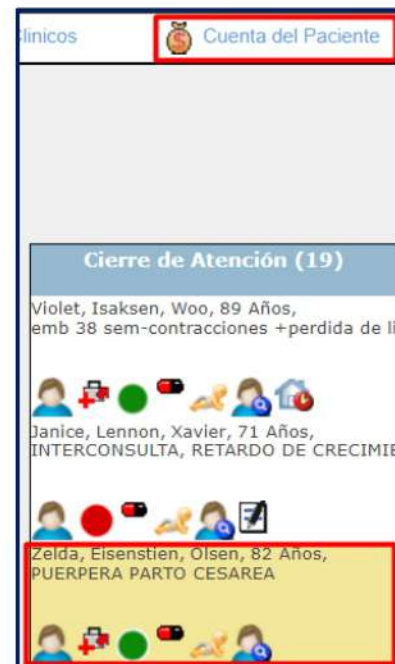 linicos
Cuenta del Paciente
Cierre de Atención (19)
Violet, Isaksen, Woo, 89 Años,
emb 38 sem-contracciones +perdida de li
Janice, Lennon, Xavier, 71 Años,
INTERCONSULTA, RETARDO DE CRECIMIE
Zelda, Eisenstien, Olsen, 82 Años,
PUERPERA PARTO CESAREA